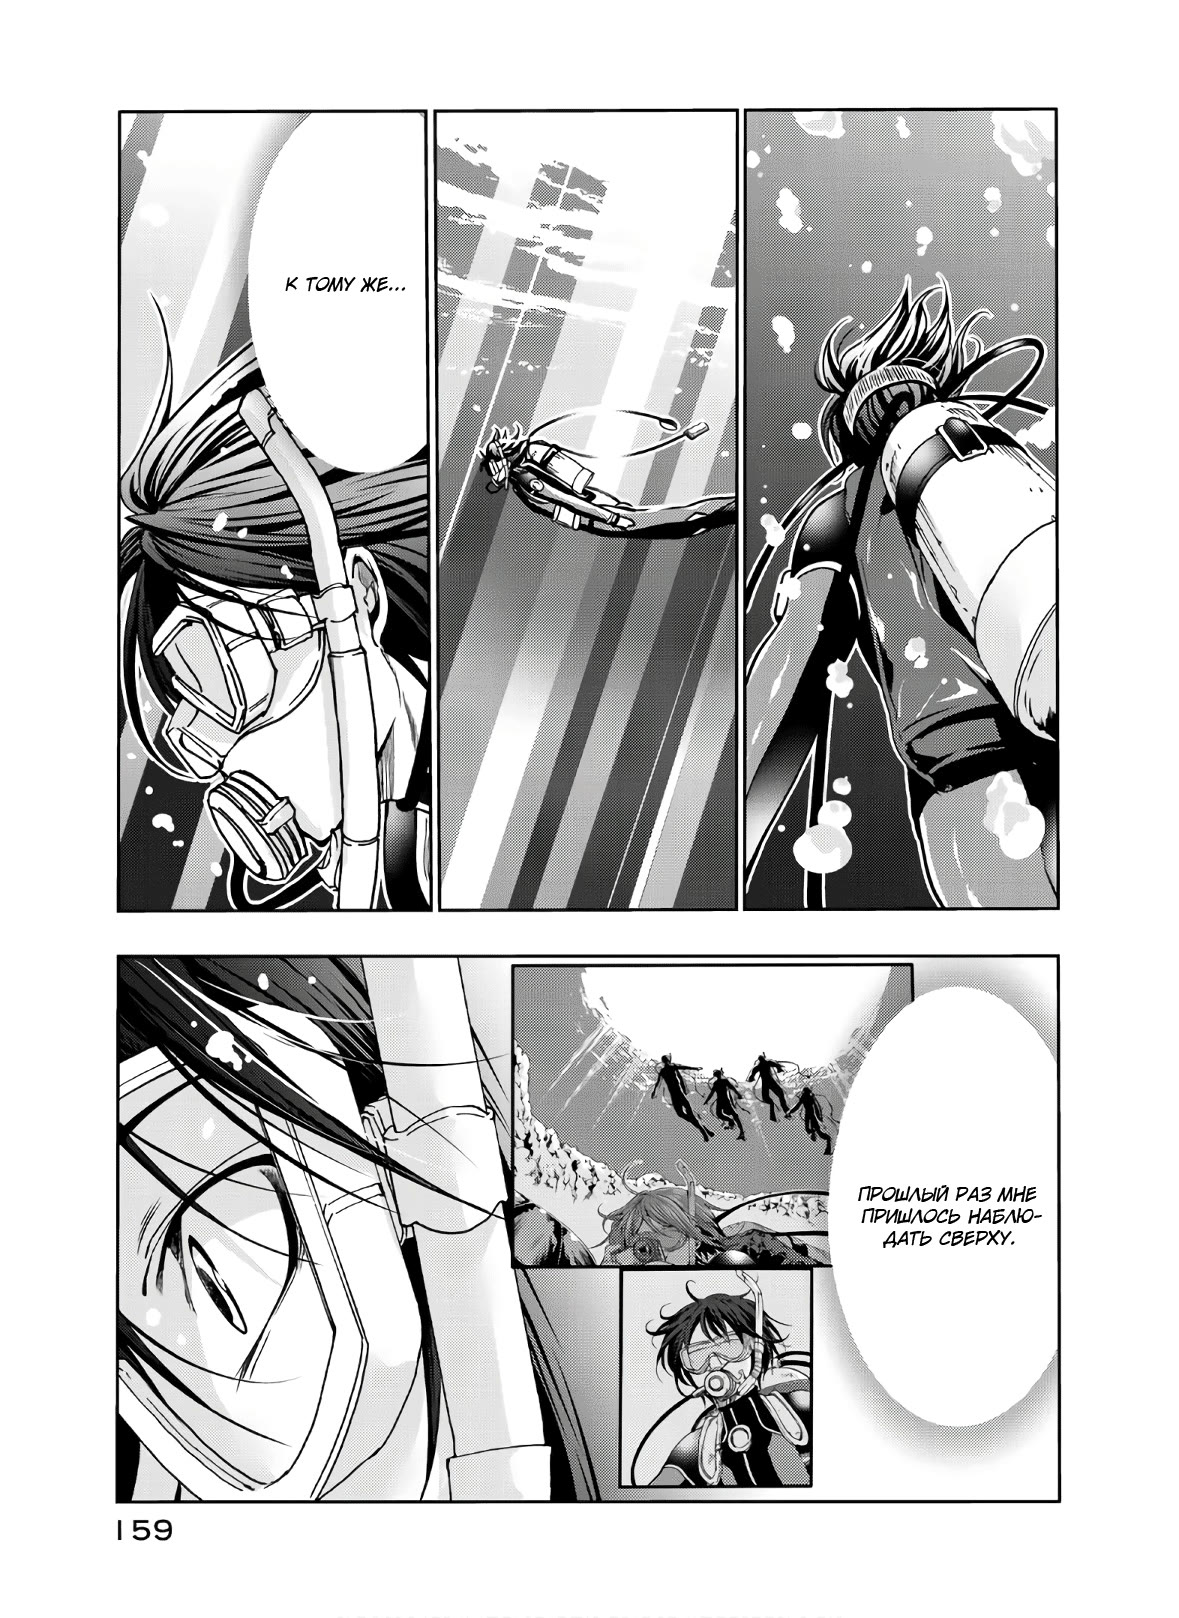 К ТОМУ ЖЕ...
ПРОШЛЫЙ РАЗ МНЕ
ПРИШЛОСЬ НАБЛЮ-
ДАТЬ СВЕРХУ.
159